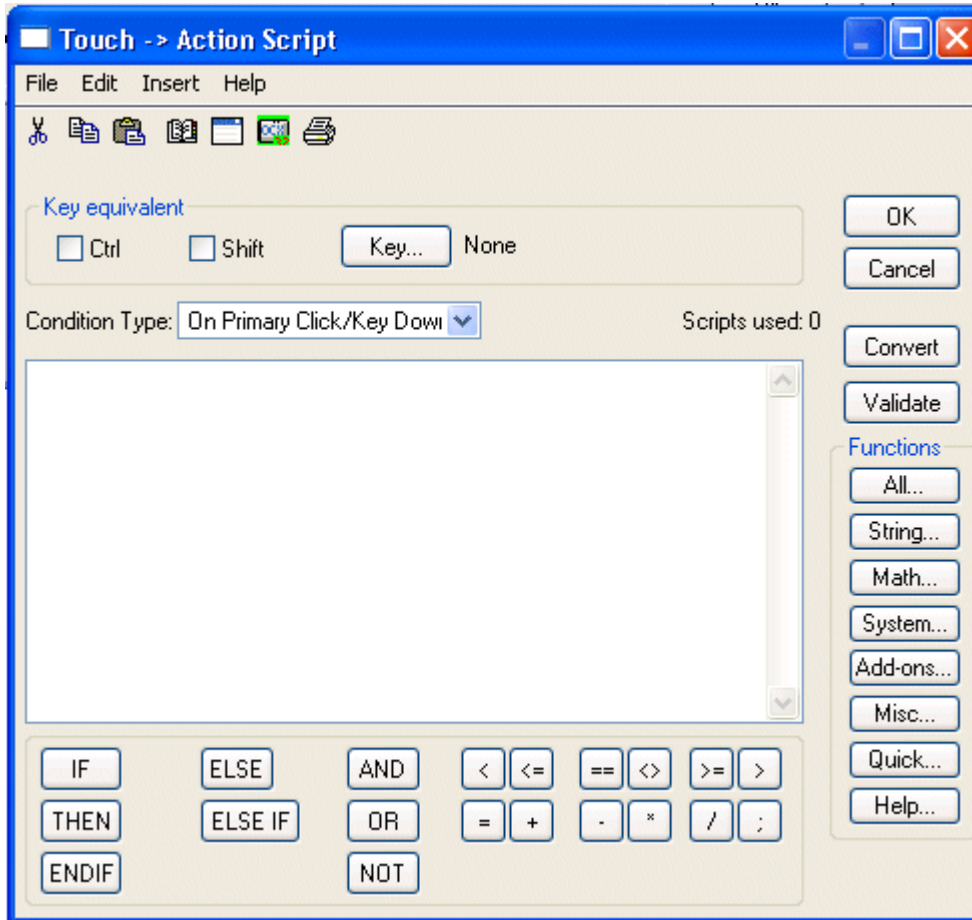 Touch -> Action Script
File Edit Insert Help
Key equivalent
Ctrl Shift Key... None
OK
Cancel
Condition Type: On Primary Click/Key Down Scripts used: 0
Convert
Validate
Functions
All...
String...
Math...
System...
Add-ons...
Misc...
Quick...
Help...
IF ELSE AND < <= == <> >= >
THEN ELSE IF OR = + - * / ;
ENDIF NOT